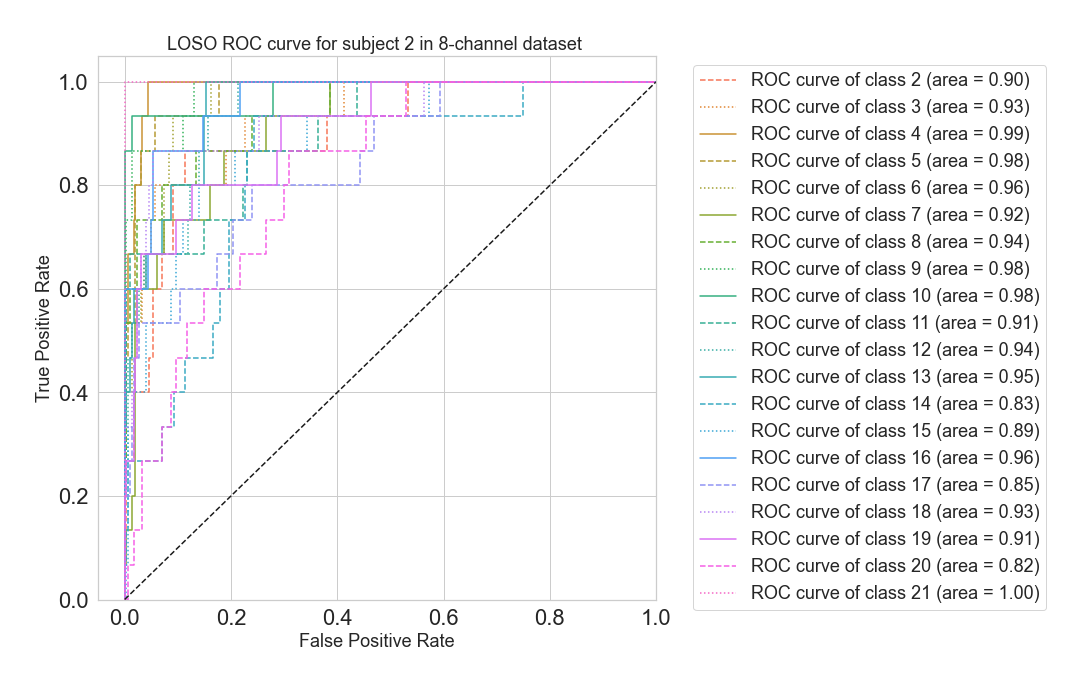 LOSO ROC curve for subject 2 in 8-channel dataset
True Positive Rate
1.0
0.8
0.6
0.4
0.2
0.0
0.0 0.2 0.4 0.6 0.8 1.0
False Positive Rate
ROC curve of class 2 (area = 0.90)
ROC curve of class 3 (area = 0.93)
ROC curve of class 4 (area = 0.99)
ROC curve of class 5 (area = 0.98)
ROC curve of class 6 (area = 0.96)
ROC curve of class 7 (area = 0.92)
ROC curve of class 8 (area = 0.94)
ROC curve of class 9 (area = 0.98)
ROC curve of class 10 (area = 0.98)
ROC curve of class 11 (area = 0.91)
ROC curve of class 12 (area = 0.94)
ROC curve of class 13 (area = 0.95)
ROC curve of class 14 (area = 0.83)
ROC curve of class 15 (area = 0.89)
ROC curve of class 16 (area = 0.96)
ROC curve of class 17 (area = 0.85)
ROC curve of class 18 (area = 0.93)
ROC curve of class 19 (area = 0.91)
ROC curve of class 20 (area = 0.82)
ROC curve of class 21 (area = 1.00)